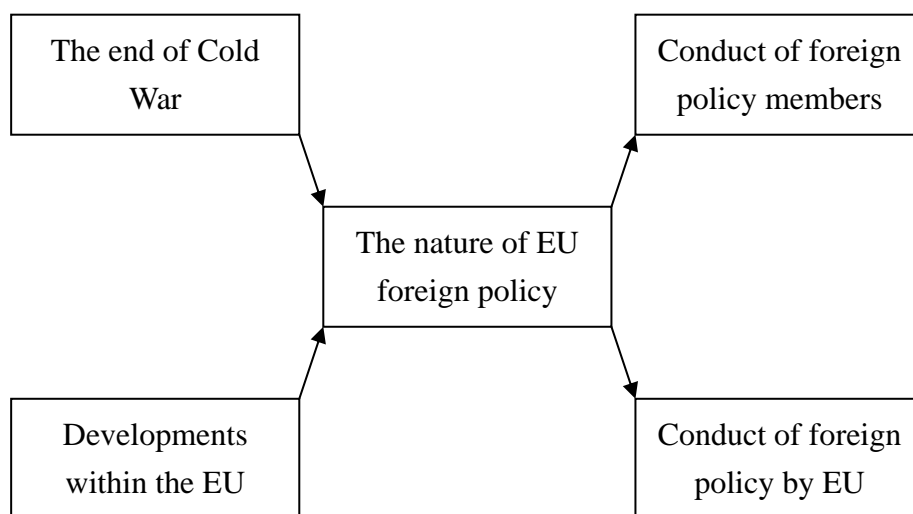 The end of Cold
War
Conduct of foreign
policy members
The nature of EU
foreign policy
Developments
within the EU
Conduct of foreign
policy by EU